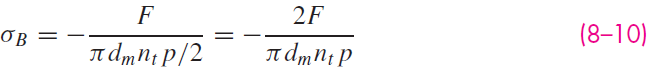 σ_B = − F / (π d_m n_t p/2) = − 2F / (π d_m n_t p) (8–10)